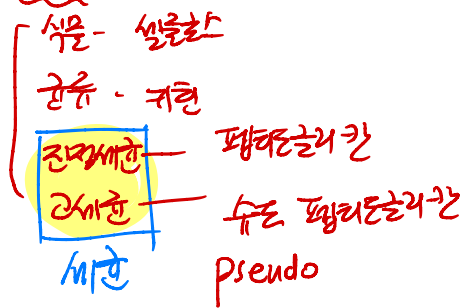 식물 - 셀룰로스
균류 - 키틴
진정세균 — 펩티도글리칸
고세균 — 슈도 펩티도글리칸
세균 pseudo